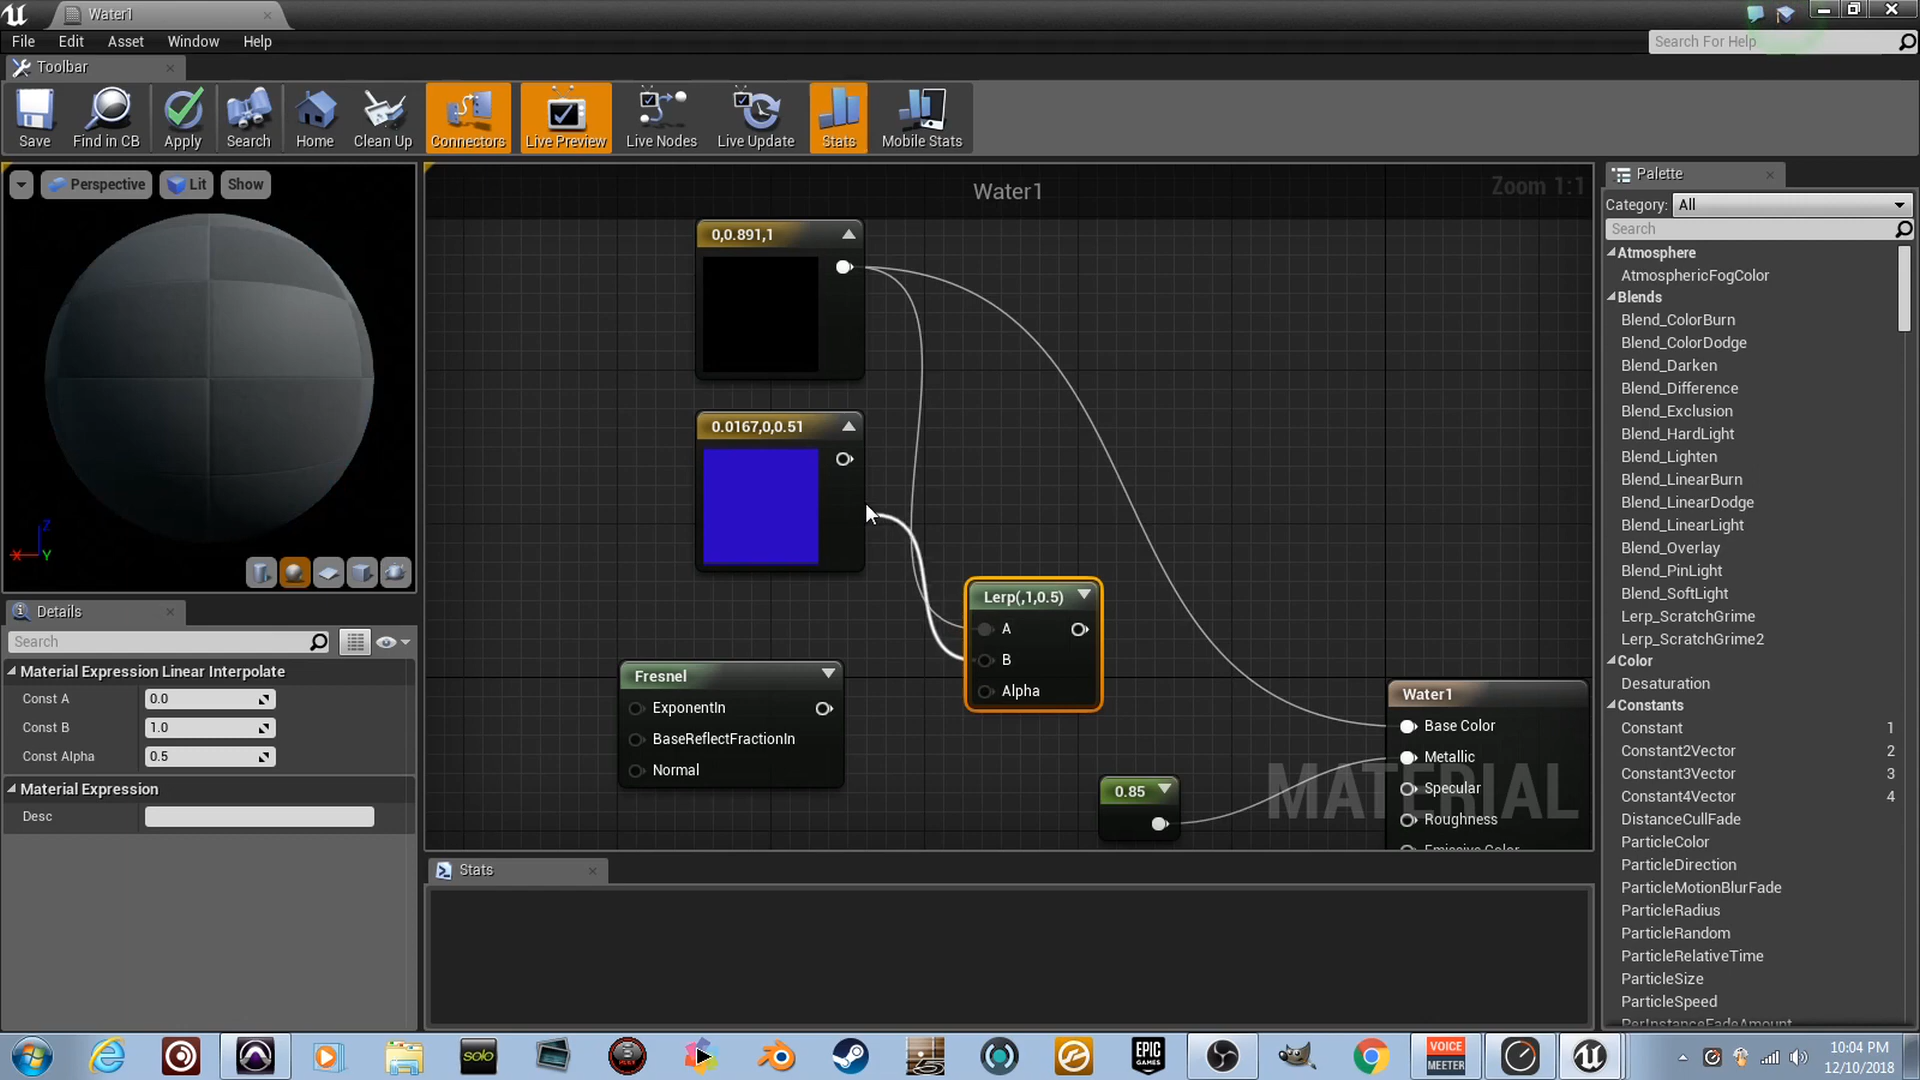 Water1
File Edit Asset Window Help
Search For Help
Toolbar
Save Find in CB Apply Search Home Clean Up Connectors Live Preview Live Nodes Live Update Stats Mobile Stats
Perspective Lit Show
Z
X Y
Details
Search
Material Expression Linear Interpolate
Const A 0.0
Const B 1.0
Const Alpha 0.5
Material Expression
Desc
Water1
Zoom 1:1
0,0.891,1
0.0167,0,0.51
Lerp(,1,0.5)
A
B
Alpha
Fresnel
ExponentIn
BaseReflectFractionIn
Normal
0.85
Water1
Base Color
Metallic
Specular
Roughness
Emissive Color
MATERIAL
Stats
Palette
Category: All
Search
Atmosphere
AtmosphericFogColor
Blends
Blend_ColorBurn
Blend_ColorDodge
Blend_Darken
Blend_Difference
Blend_Exclusion
Blend_HardLight
Blend_Lighten
Blend_LinearBurn
Blend_LinearDodge
Blend_LinearLight
Blend_Overlay
Blend_PinLight
Blend_SoftLight
Lerp_ScratchGrime
Lerp_ScratchGrime2
Color
Desaturation
Constants
Constant 1
Constant2Vector 2
Constant3Vector 3
Constant4Vector 4
DistanceCullFade
ParticleColor
ParticleDirection
ParticleMotionBlurFade
ParticleRadius
ParticleRandom
ParticleRelativeTime
ParticleSize
ParticleSpeed
PerInstanceFadeAmount
solo
EPIC
GAMES
VOICE
MEETER
10:04 PM
12/10/2018